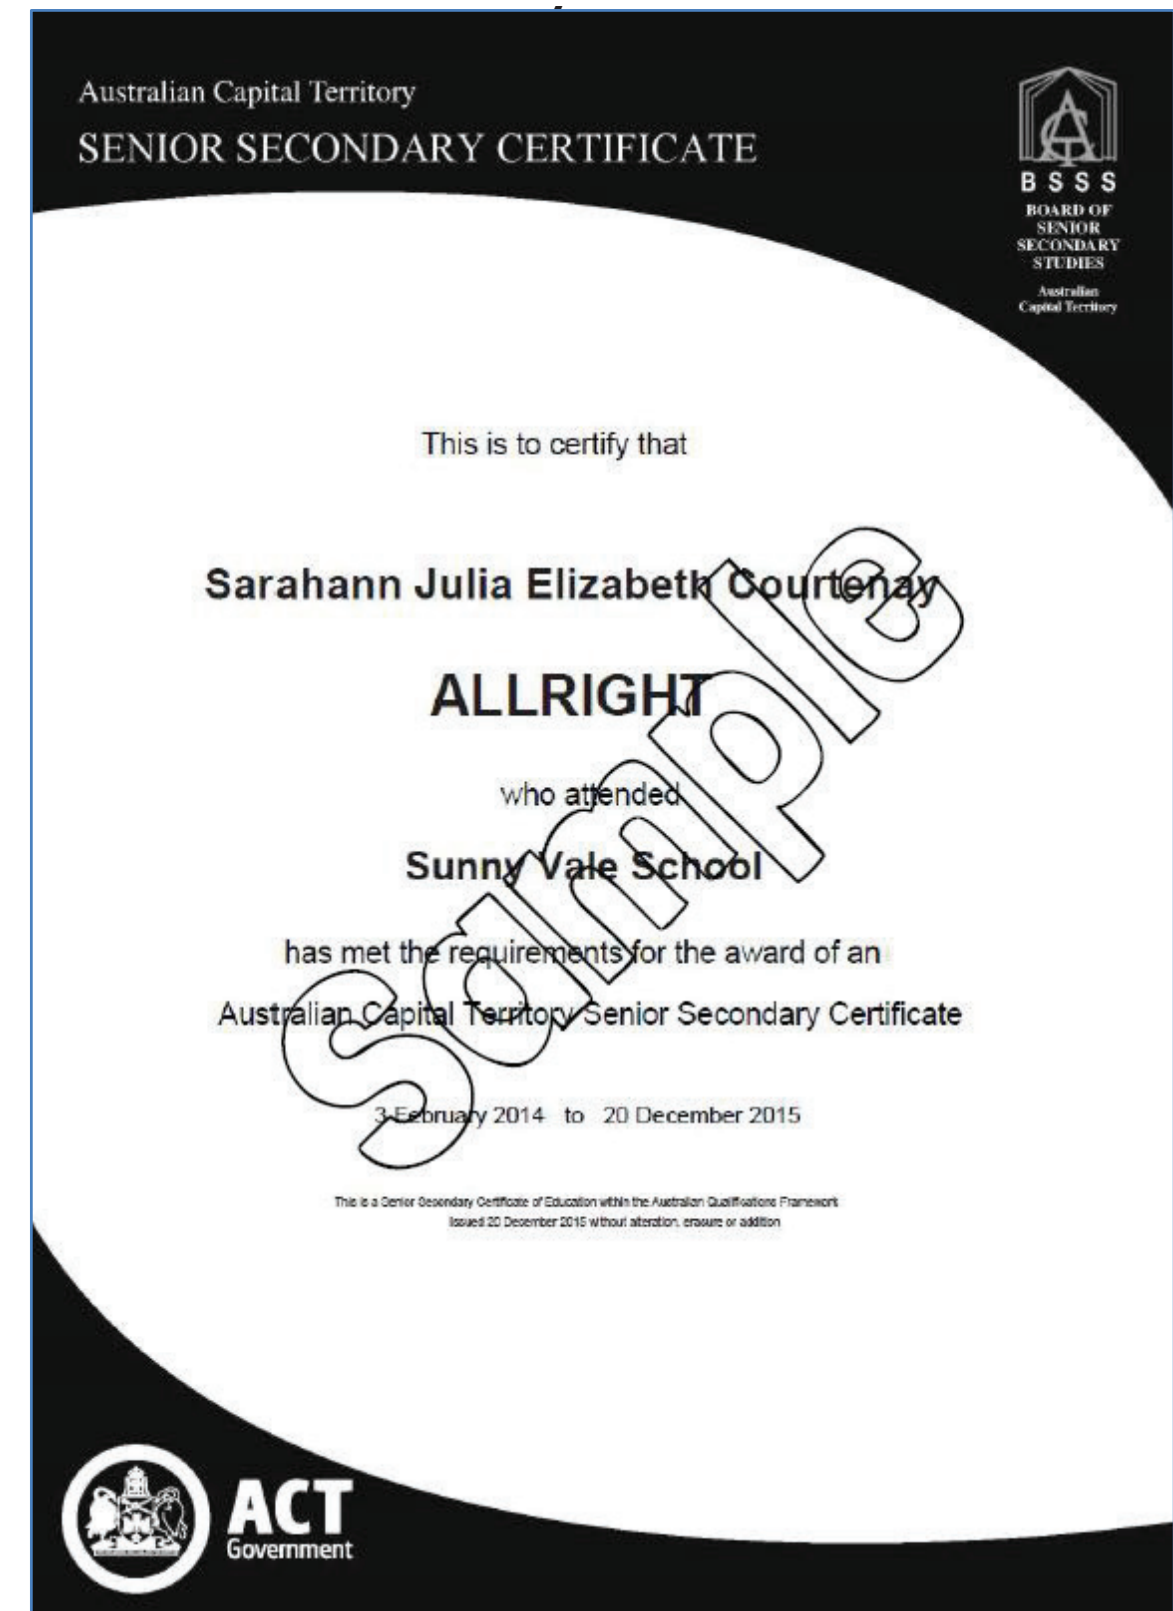 Australian Capital Territory
SENIOR SECONDARY CERTIFICATE
B S S S
BOARD OF
SENIOR
SECONDARY
STUDIES
Australian
Capital Territory
This is to certify that
Sarahann Julia Elizabeth Courtenay
ALLRIGHT
who attended
Sunny Vale School
has met the requirements for the award of an
Australian Capital Territory Senior Secondary Certificate
3 February 2014 to 20 December 2015
This is a Senior Secondary Certificate of Education within the Australian Qualifications Framework
Issued 20 December 2015 without alteration, erasure or addition
Sample
ACT
Government